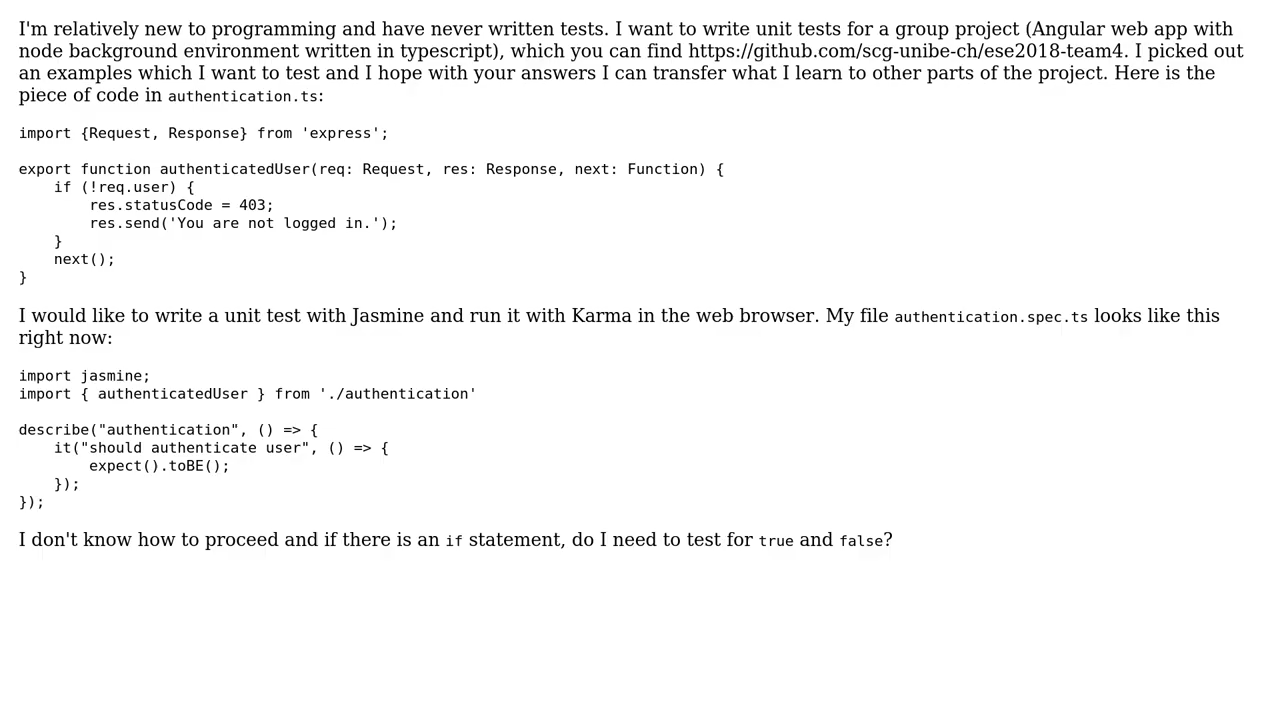 I'm relatively new to programming and have never written tests. I want to write unit tests for a group project (Angular web app with
node background environment written in typescript), which you can find https://github.com/scg-unibe-ch/ese2018-team4. I picked out
an examples which I want to test and I hope with your answers I can transfer what I learn to other parts of the project. Here is the
piece of code in authentication.ts:
import {Request, Response} from 'express';
export function authenticatedUser(req: Request, res: Response, next: Function) {
    if (!req.user) {
        res.statusCode = 403;
        res.send('You are not logged in.');
    }
    next();
}
I would like to write a unit test with Jasmine and run it with Karma in the web browser. My file authentication.spec.ts looks like this
right now:
import jasmine;
import { authenticatedUser } from './authentication'
describe("authentication", () => {
    it("should authenticate user", () => {
        expect().toBE();
    });
});
I don't know how to proceed and if there is an if statement, do I need to test for true and false?